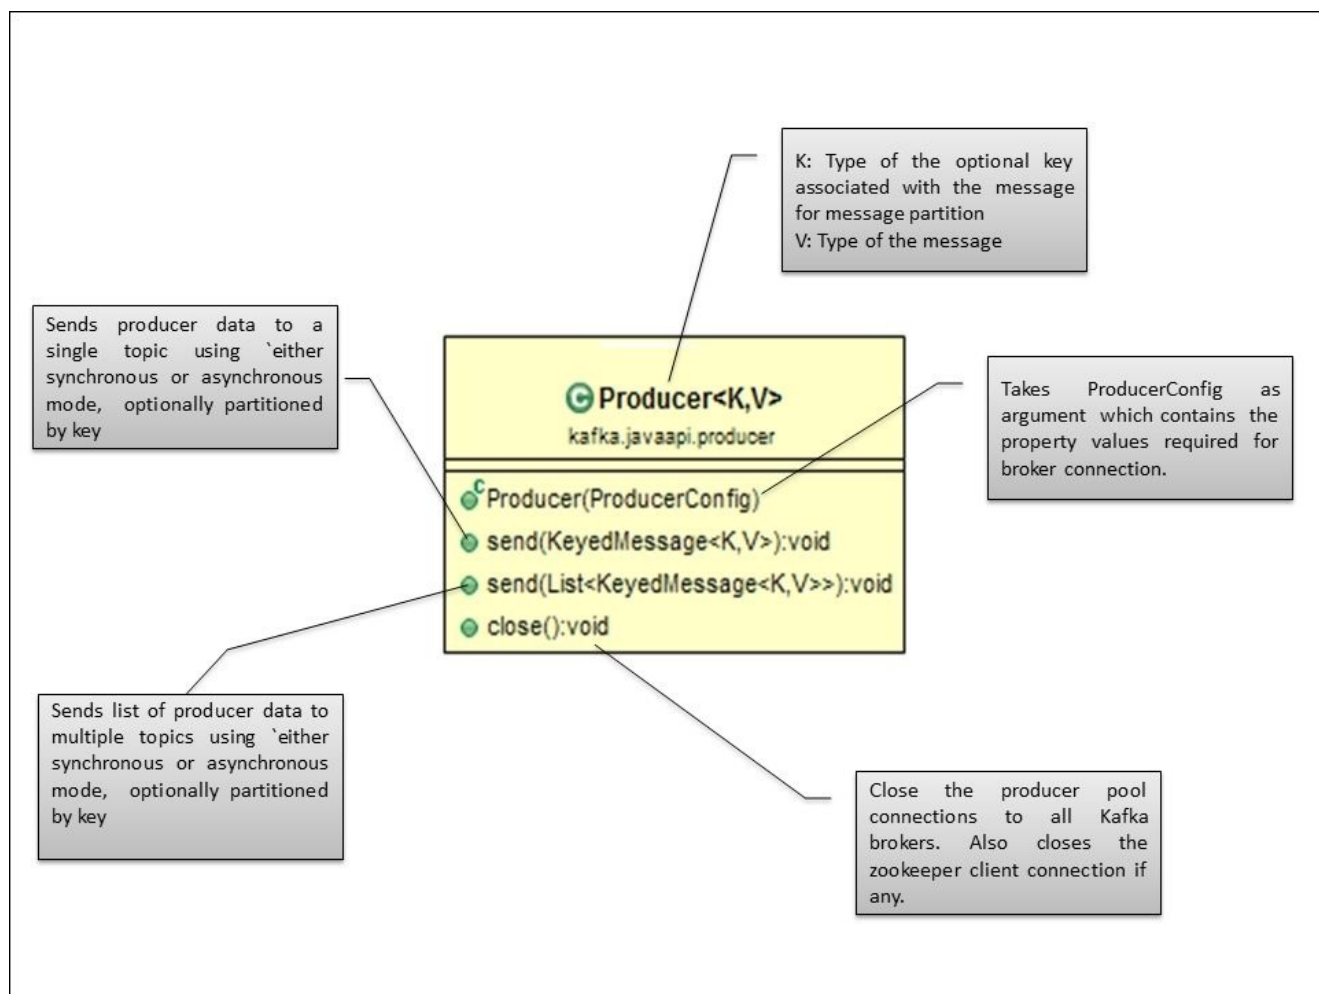 K: Type of the optional key
associated with the message
for message partition
V: Type of the message
Sends producer data to a
single topic using `either
synchronous or asynchronous
mode, optionally partitioned
by key
C Producer<K,V>
kafka.javaapi.producer
Takes ProducerConfig as
argument which contains the
property values required for
broker connection.
C Producer(ProducerConfig)
send(KeyedMessage<K,V>):void
send(List<KeyedMessage<K,V>>):void
close():void
Sends list of producer data to
multiple topics using `either
synchronous or asynchronous
mode, optionally partitioned
by key
Close the producer pool
connections to all Kafka
brokers. Also closes the
zookeeper client connection if
any.